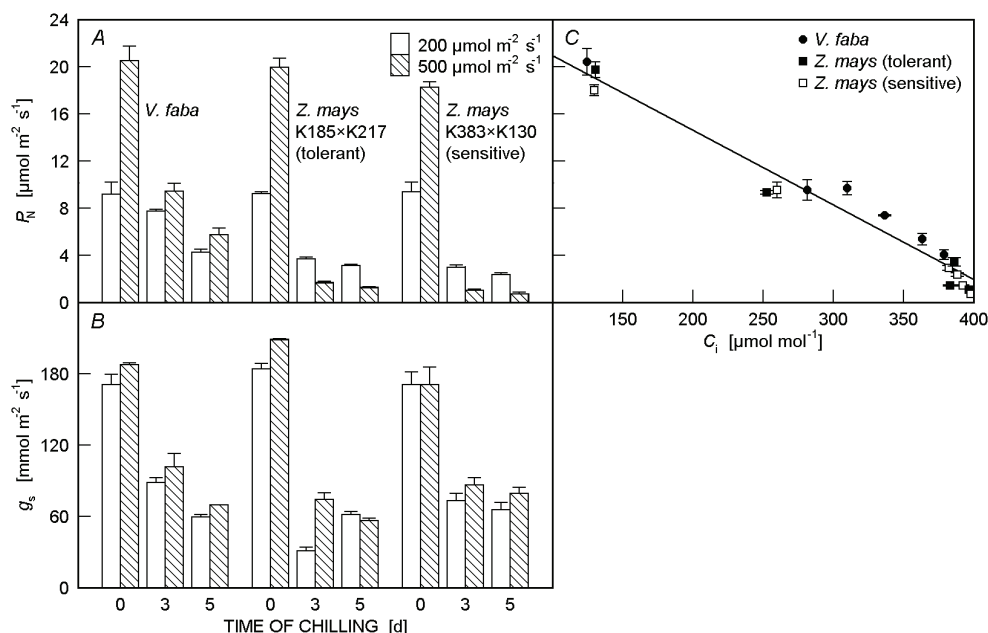 A
200 µmol m⁻² s⁻¹
500 µmol m⁻² s⁻¹
V. faba
Z. mays
K185×K217
(tolerant)
Z. mays
K383×K130
(sensitive)
24
20
16
12
8
4
0
P_N [µmol m⁻² s⁻¹]
B
180
120
60
0
g_s [mmol m⁻² s⁻¹]
0 3 5 0 3 5 0 3 5
TIME OF CHILLING [d]
C
V. faba
Z. mays (tolerant)
Z. mays (sensitive)
150 200 250 300 350 400
C_i [µmol mol⁻¹]